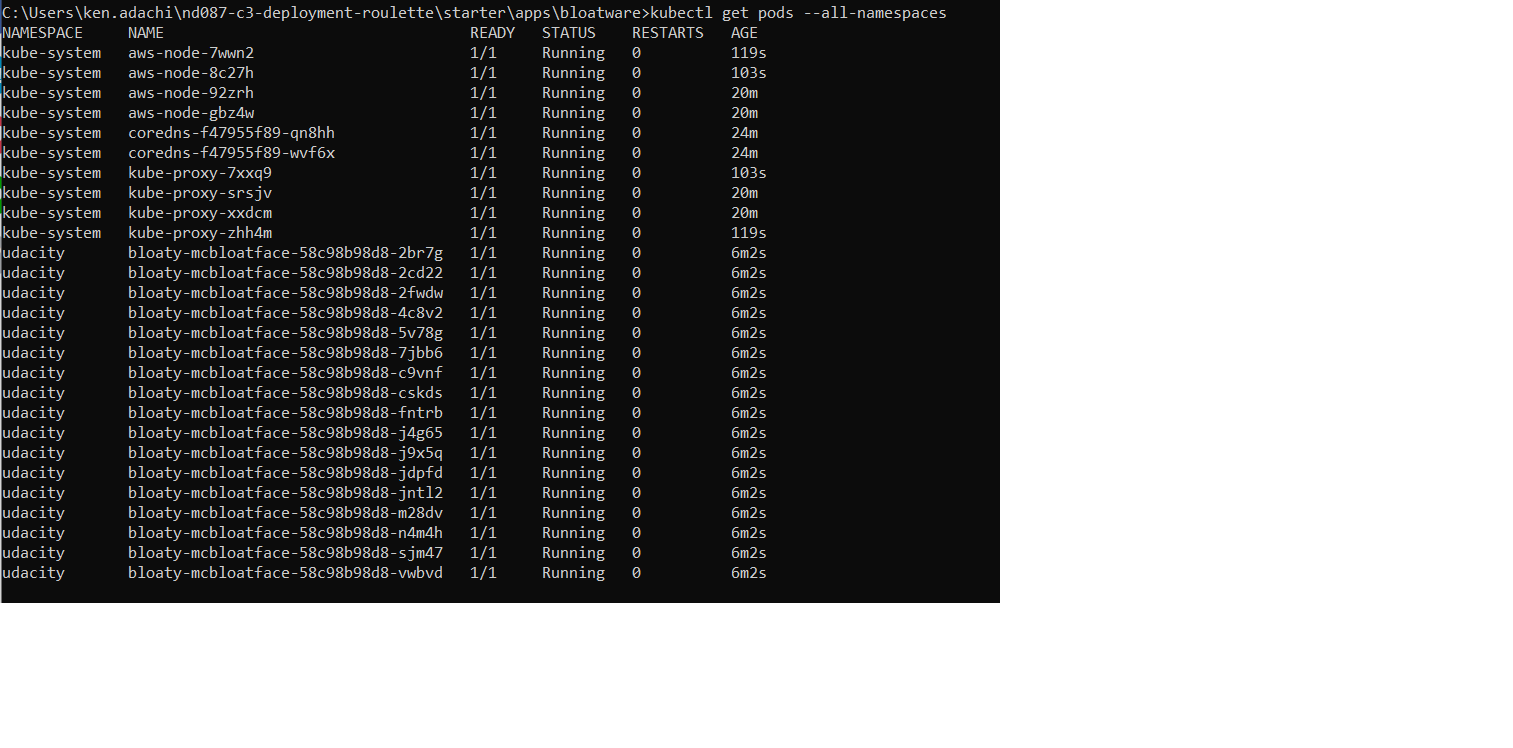 C:\Users\ken.adachi\nd087-c3-deployment-roulette\starter\apps\bloatware>kubectl get pods --all-namespaces
NAMESPACE NAME READY STATUS RESTARTS AGE
kube-system aws-node-7wwn2 1/1 Running 0 119s
kube-system aws-node-8c27h 1/1 Running 0 103s
kube-system aws-node-92zrh 1/1 Running 0 20m
kube-system aws-node-gbz4w 1/1 Running 0 20m
kube-system coredns-f47955f89-qn8hh 1/1 Running 0 24m
kube-system coredns-f47955f89-wvf6x 1/1 Running 0 24m
kube-system kube-proxy-7xxq9 1/1 Running 0 103s
kube-system kube-proxy-srsjv 1/1 Running 0 20m
kube-system kube-proxy-xxdcm 1/1 Running 0 20m
kube-system kube-proxy-zhh4m 1/1 Running 0 119s
udacity bloaty-mcbloatface-58c98b98d8-2br7g 1/1 Running 0 6m2s
udacity bloaty-mcbloatface-58c98b98d8-2cd22 1/1 Running 0 6m2s
udacity bloaty-mcbloatface-58c98b98d8-2fwdw 1/1 Running 0 6m2s
udacity bloaty-mcbloatface-58c98b98d8-4c8v2 1/1 Running 0 6m2s
udacity bloaty-mcbloatface-58c98b98d8-5v78g 1/1 Running 0 6m2s
udacity bloaty-mcbloatface-58c98b98d8-7jbb6 1/1 Running 0 6m2s
udacity bloaty-mcbloatface-58c98b98d8-c9vnf 1/1 Running 0 6m2s
udacity bloaty-mcbloatface-58c98b98d8-cskds 1/1 Running 0 6m2s
udacity bloaty-mcbloatface-58c98b98d8-fntrb 1/1 Running 0 6m2s
udacity bloaty-mcbloatface-58c98b98d8-j4g65 1/1 Running 0 6m2s
udacity bloaty-mcbloatface-58c98b98d8-j9x5q 1/1 Running 0 6m2s
udacity bloaty-mcbloatface-58c98b98d8-jdpfd 1/1 Running 0 6m2s
udacity bloaty-mcbloatface-58c98b98d8-jntl2 1/1 Running 0 6m2s
udacity bloaty-mcbloatface-58c98b98d8-m28dv 1/1 Running 0 6m2s
udacity bloaty-mcbloatface-58c98b98d8-n4m4h 1/1 Running 0 6m2s
udacity bloaty-mcbloatface-58c98b98d8-sjm47 1/1 Running 0 6m2s
udacity bloaty-mcbloatface-58c98b98d8-vwbvd 1/1 Running 0 6m2s